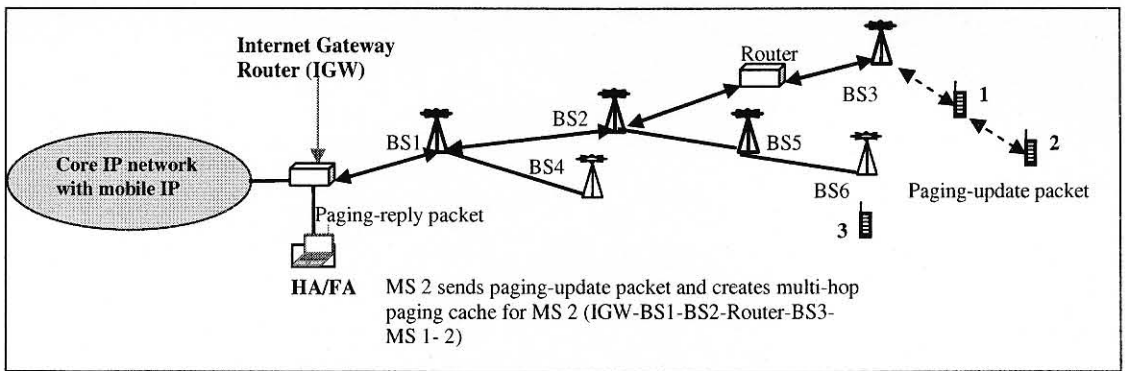 Internet Gateway
Router (IGW)
Router
BS3
1
BS2
BS1
2
BS5
BS4
Core IP network
with mobile IP
BS6
Paging-update packet
Paging-reply packet
3
HA/FA
MS 2 sends paging-update packet and creates multi-hop
paging cache for MS 2 (IGW-BS1-BS2-Router-BS3-
MS 1- 2)